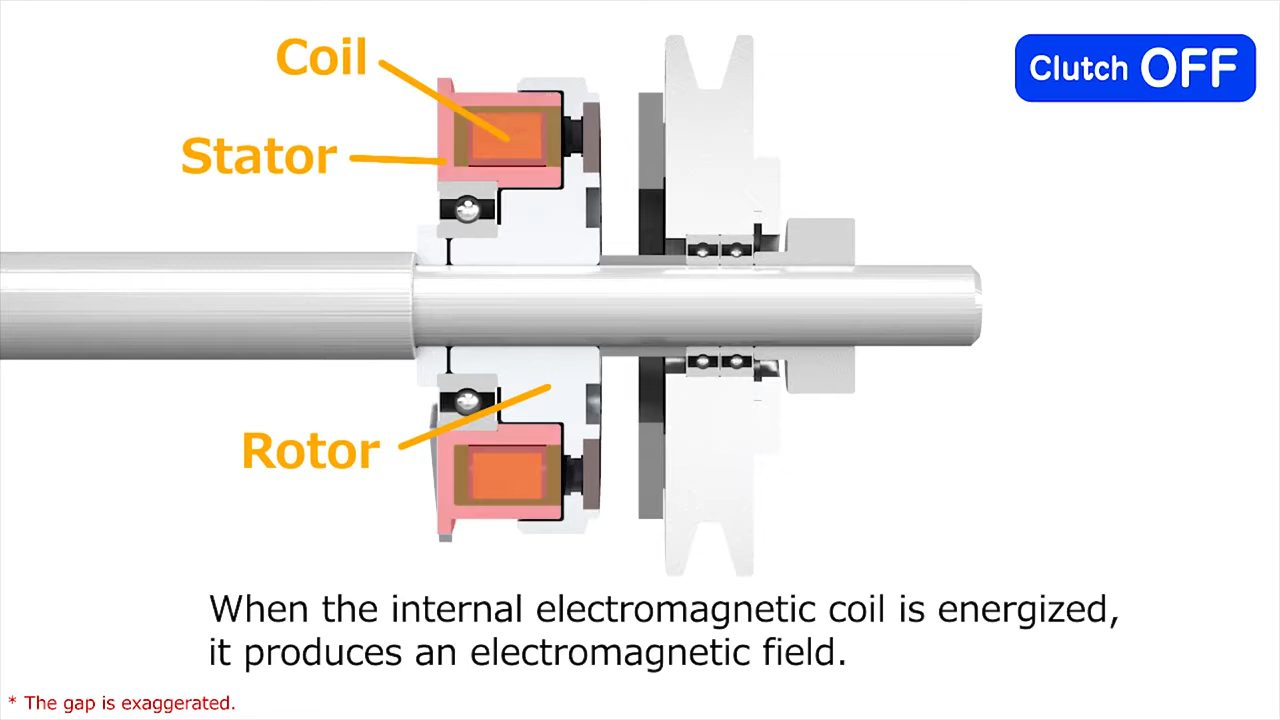 Coil
Clutch OFF
Stator
Rotor
When the internal electromagnetic coil is energized,
it produces an electromagnetic field.
* The gap is exaggerated.